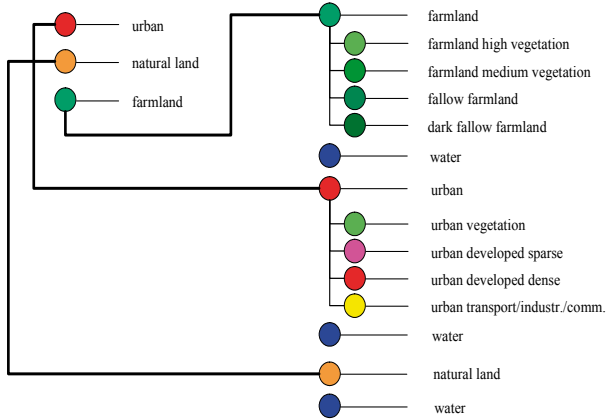 urban
natural land
farmland
farmland
farmland high vegetation
farmland medium vegetation
fallow farmland
dark fallow farmland
water
urban
urban vegetation
urban developed sparse
urban developed dense
urban transport/industr./comm.
water
natural land
water